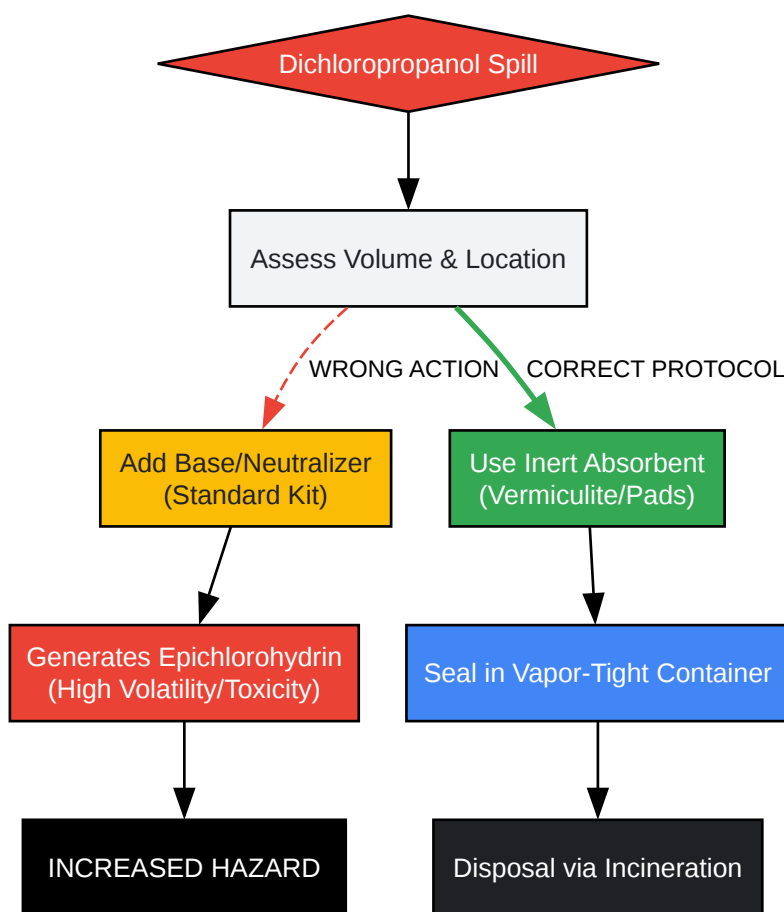 Dichloropropanol Spill
Assess Volume & Location
WRONG ACTION
CORRECT PROTOCOL
Add Base/Neutralizer
(Standard Kit)
Use Inert Absorbent
(Vermiculite/Pads)
Generates Epichlorohydrin
(High Volatility/Toxicity)
Seal in Vapor-Tight Container
INCREASED HAZARD
Disposal via Incineration